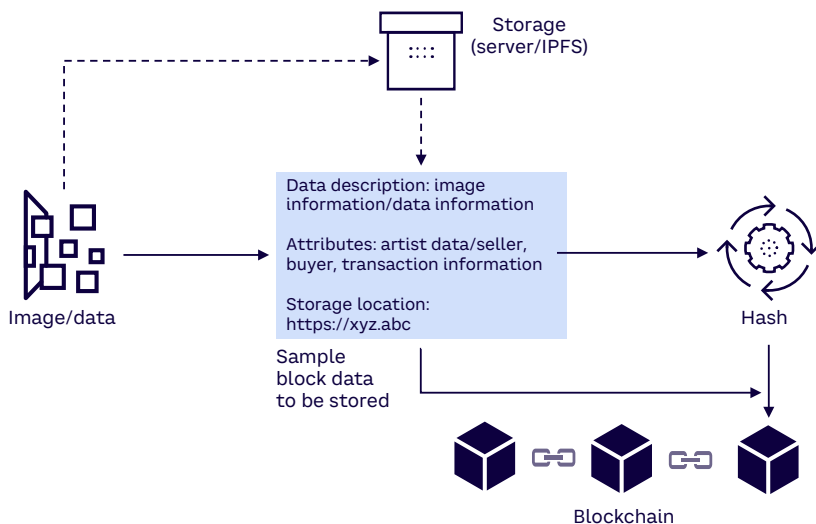 Storage
(server/IPFS)
Data description: image
information/data information
Attributes: artist data/seller,
buyer, transaction information
Storage location:
https://xyz.abc
Image/data
Hash
Sample
block data
to be stored
Blockchain